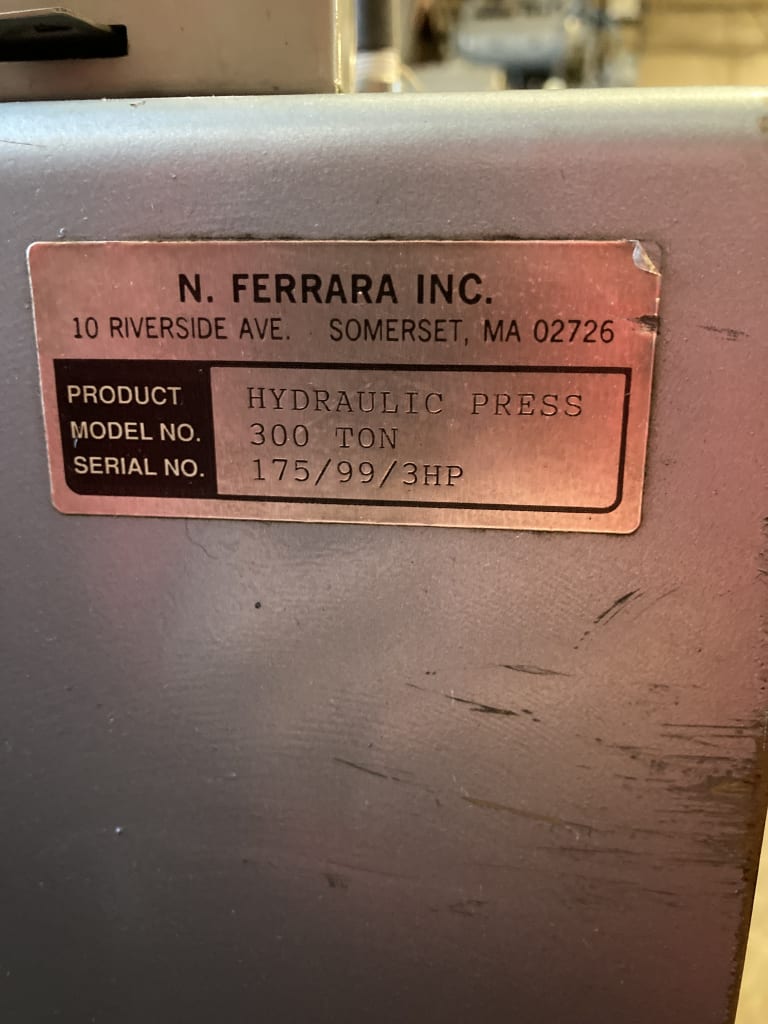 N. FERRARA INC.
10 RIVERSIDE AVE. SOMERSET, MA 02726
PRODUCT HYDRAULIC PRESS
MODEL NO. 300 TON
SERIAL NO. 175/99/3HP